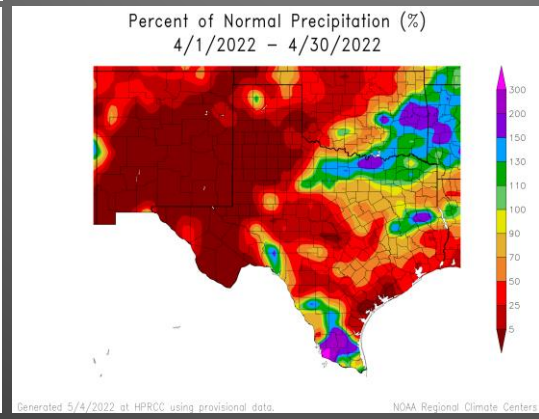 Percent of Normal Precipitation (%)
4/1/2022 – 4/30/2022
300
200
150
130
110
100
90
70
50
25
5
Generated 5/4/2022 at HPRCC using provisional data.
NOAA Regional Climate Centers